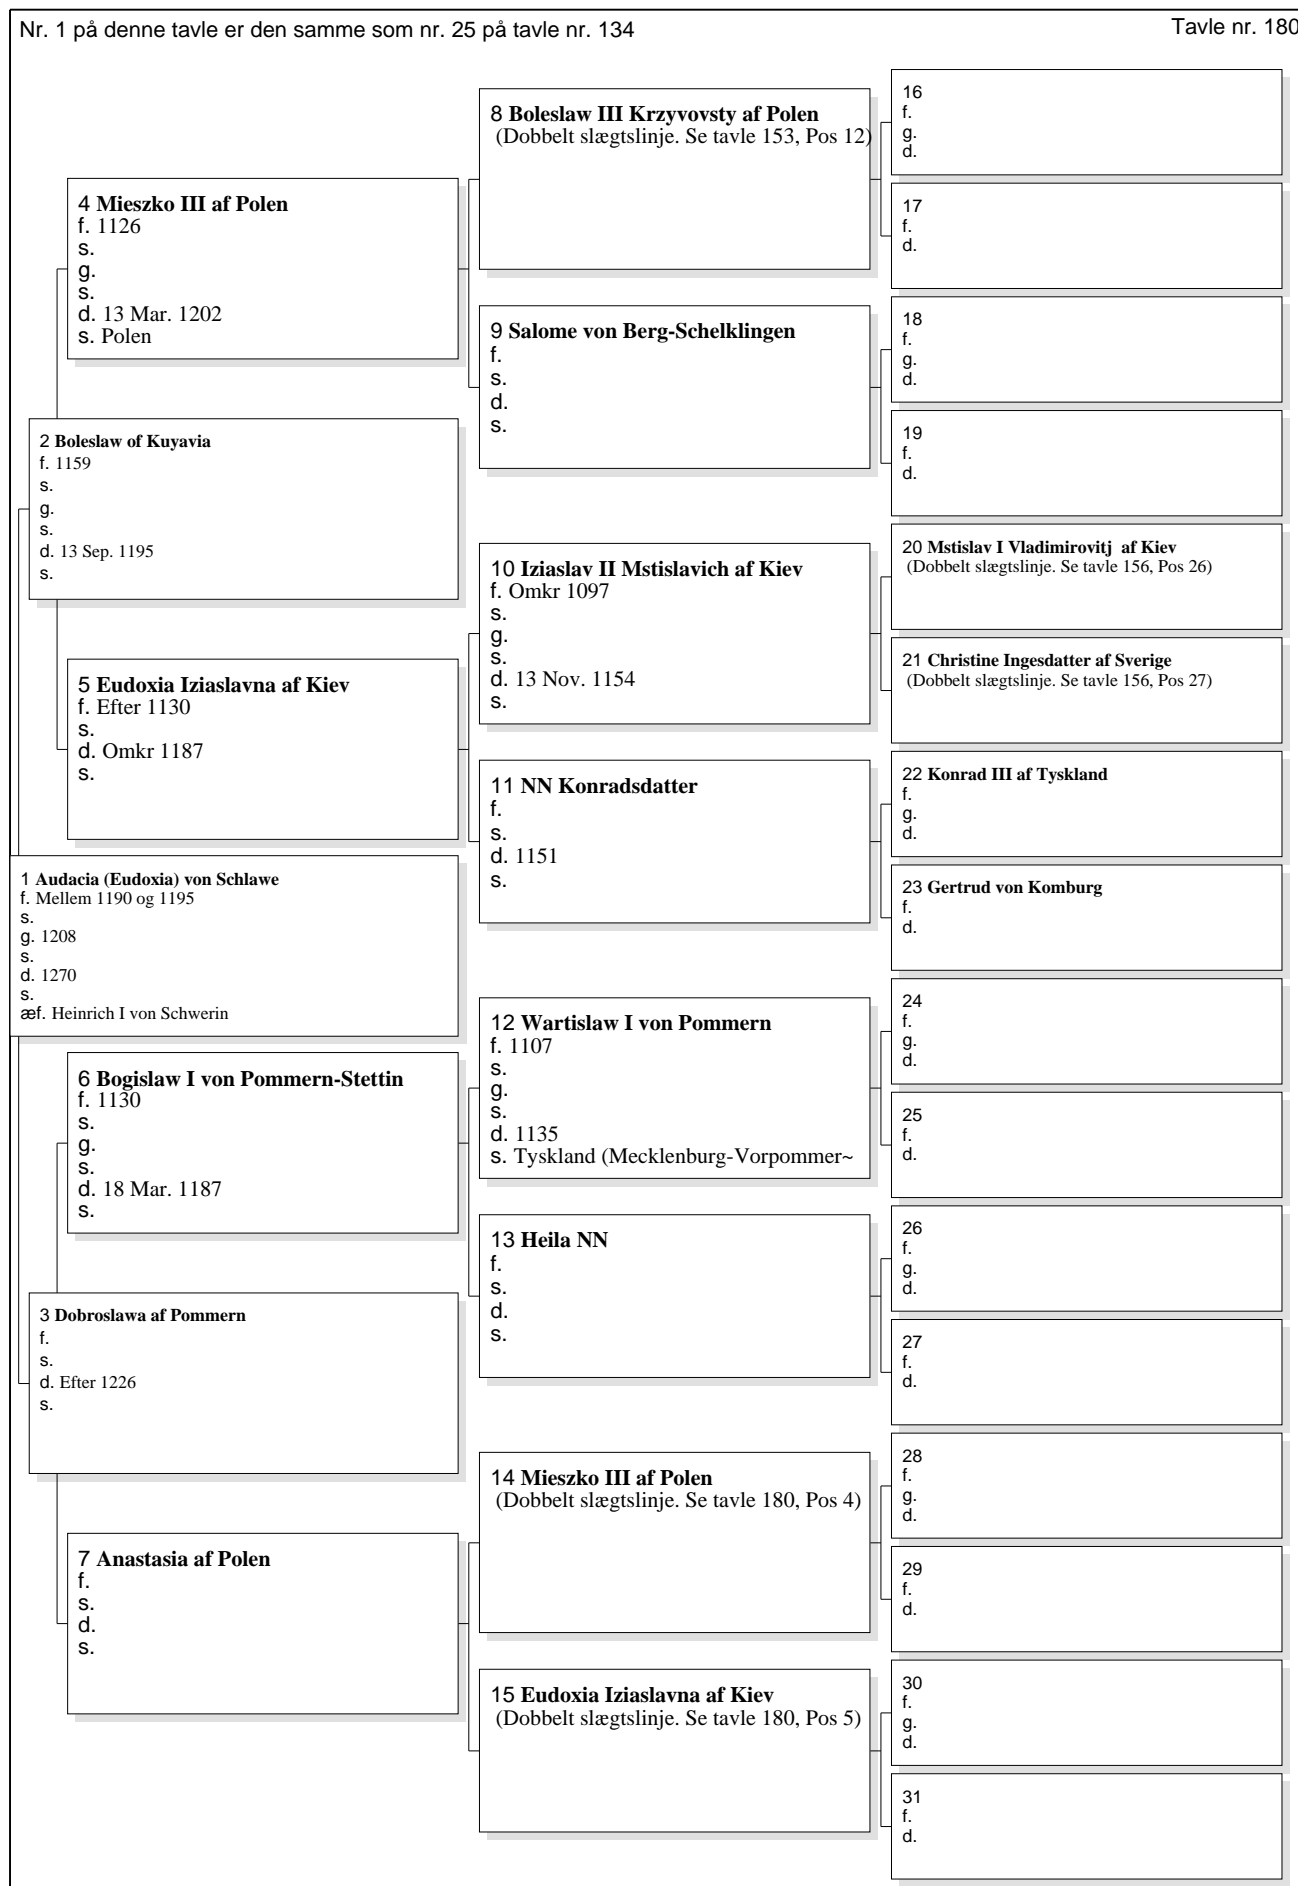 Nr. 1 på denne tavle er den samme som nr. 25 på tavle nr. 134
Tavle nr. 180
1 Audacia (Eudoxia) von Schlawe
f. Mellem 1190 og 1195
s.
g. 1208
s.
d. 1270
s.
æf. Heinrich I von Schwerin
2 Boleslaw of Kuyavia
f. 1159
s.
g.
s.
d. 13 Sep. 1195
s.
3 Dobroslawa af Pommern
f.
s.
d. Efter 1226
s.
4 Mieszko III af Polen
f. 1126
s.
g.
s.
d. 13 Mar. 1202
s. Polen
5 Eudoxia Iziaslavna af Kiev
f. Efter 1130
s.
d. Omkr 1187
s.
6 Bogislaw I von Pommern-Stettin
f. 1130
s.
g.
s.
d. 18 Mar. 1187
s.
7 Anastasia af Polen
f.
s.
d.
s.
8 Boleslaw III Krzyvovsty af Polen
(Dobbelt slægtslinje. Se tavle 153, Pos 12)
9 Salome von Berg-Schelklingen
f.
s.
d.
s.
10 Iziaslav II Mstislavich af Kiev
f. Omkr 1097
s.
g.
s.
d. 13 Nov. 1154
s.
11 NN Konradsdatter
f.
s.
d. 1151
s.
12 Wartislaw I von Pommern
f. 1107
s.
g.
s.
d. 1135
s. Tyskland (Mecklenburg-Vorpommer~
13 Heila NN
f.
s.
d.
s.
14 Mieszko III af Polen
(Dobbelt slægtslinje. Se tavle 180, Pos 4)
15 Eudoxia Iziaslavna af Kiev
(Dobbelt slægtslinje. Se tavle 180, Pos 5)
16
f.
g.
d.
17
f.
d.
18
f.
g.
d.
19
f.
d.
20 Mstislav I Vladimirovitj af Kiev
(Dobbelt slægtslinje. Se tavle 156, Pos 26)
21 Christine Ingesdatter af Sverige
(Dobbelt slægtslinje. Se tavle 156, Pos 27)
22 Konrad III af Tyskland
f.
g.
d.
23 Gertrud von Komburg
f.
d.
24
f.
g.
d.
25
f.
d.
26
f.
g.
d.
27
f.
d.
28
f.
g.
d.
29
f.
d.
30
f.
g.
d.
31
f.
d.